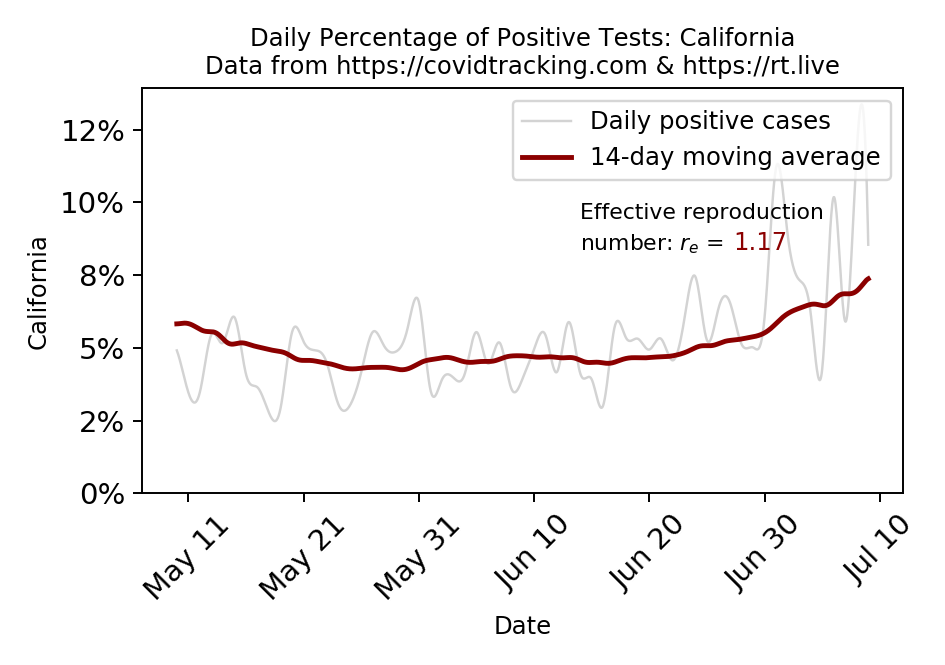 Daily Percentage of Positive Tests: California
Data from https://covidtracking.com & https://rt.live
Daily positive cases
14-day moving average
Effective reproduction
number: rₑ = 1.17
12%
10%
8%
5%
2%
0%
California
May 11
May 21
May 31
Jun 10
Jun 20
Jun 30
Jul 10
Date